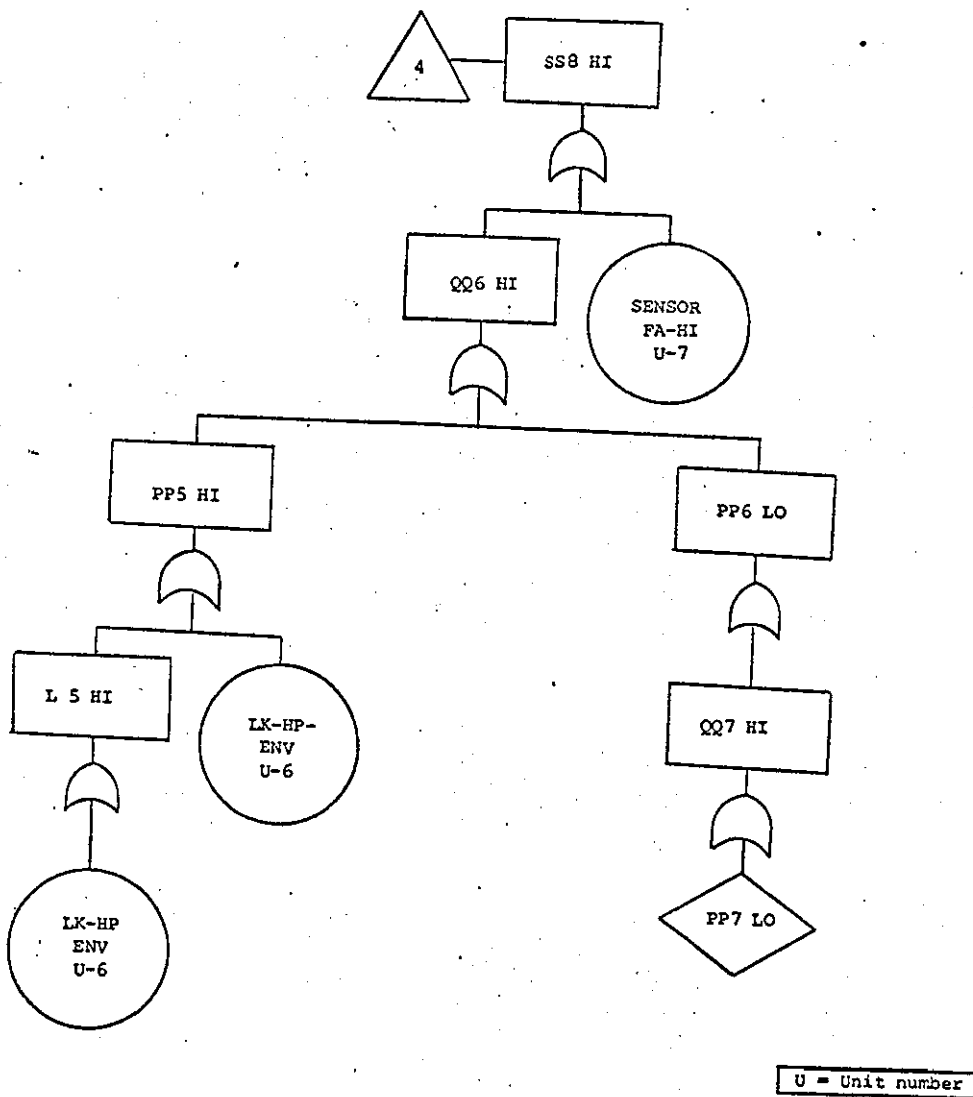 4
SS8 HI
QQ6 HI
SENSOR
FA-HI
U-7
PP5 HI
PP6 LO
L 5 HI
LK-HP-
ENV
U-6
QQ7 HI
LK-HP
ENV
U-6
PP7 LO
U = Unit number